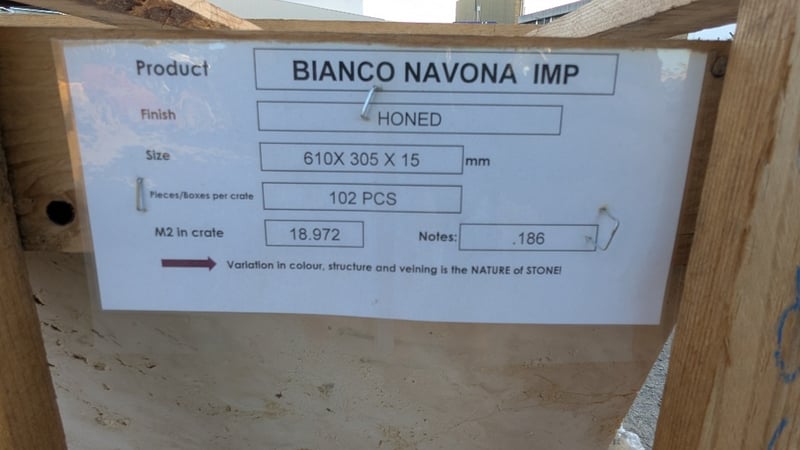 Product BIANCO NAVONA IMP
Finish HONED
Size 610X 305 X 15 mm
Pieces/Boxes per crate 102 PCS
M2 in crate 18.972 Notes: .186
Variation in colour, structure and veining is the NATURE of STONE!